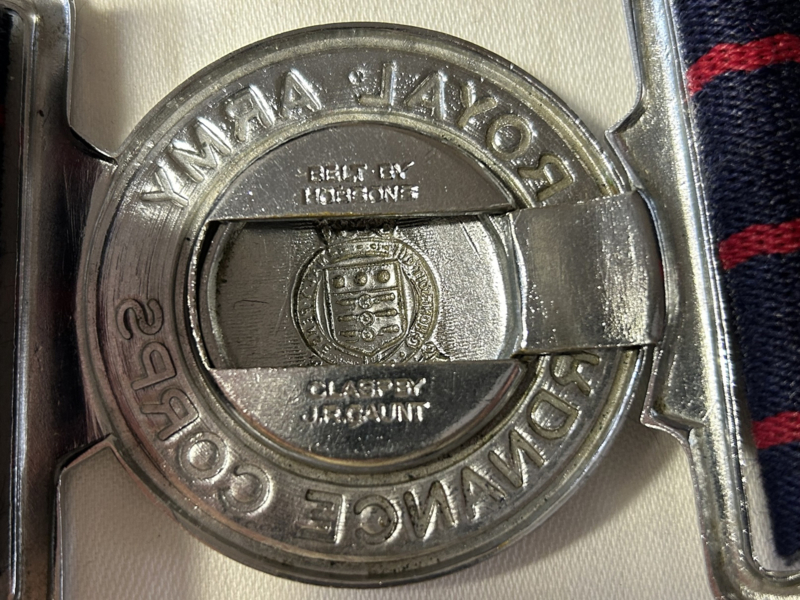 ROYAL ARMY
ORDNANCE CORPS
BELT BY
HOBSONS
CLASP BY
J.R.GAUNT